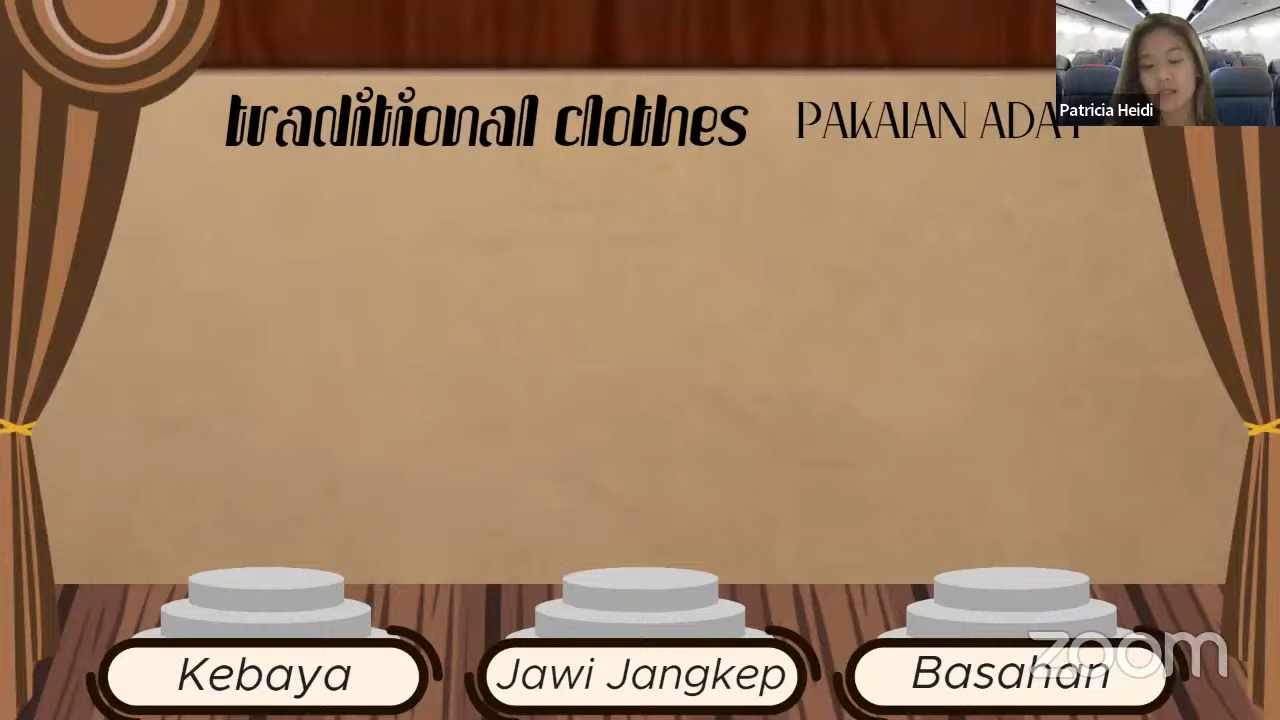 traditional clothes PAKAIAN ADAT
Patricia Heidi
Kebaya
Jawi Jangkep
Basahan
zoom